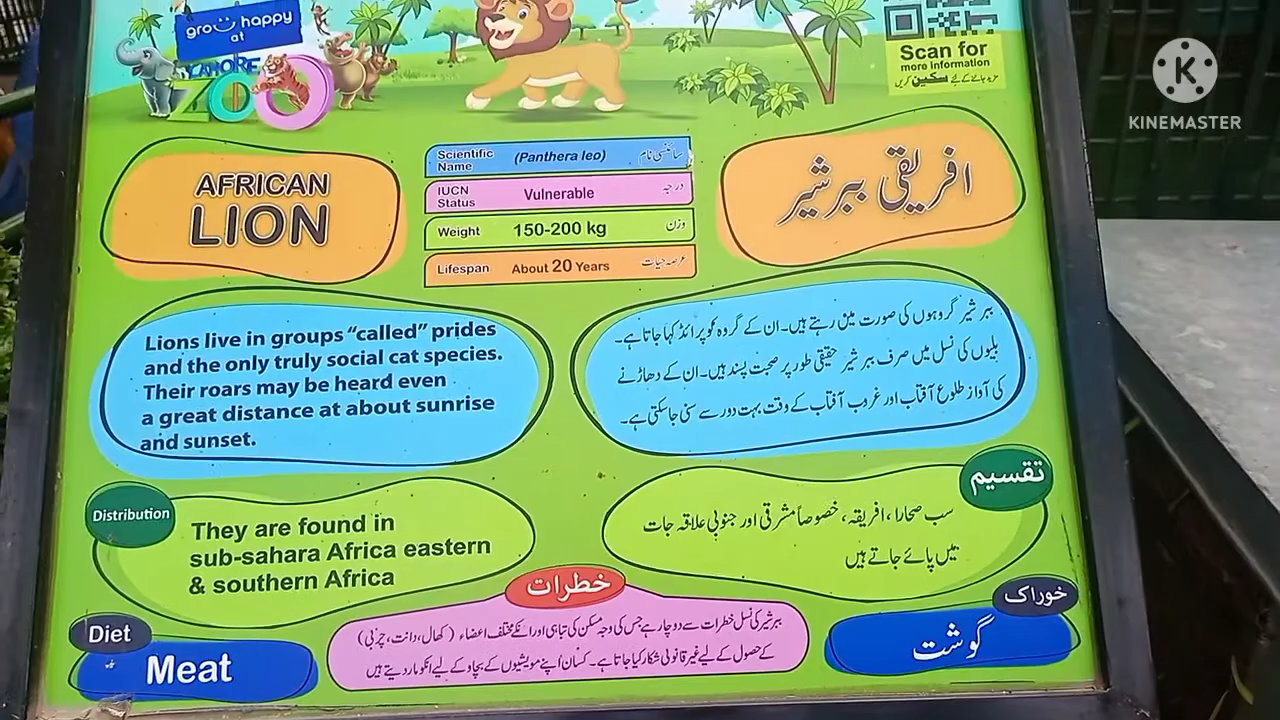 grow happy
at
LAHORE
ZOO
Scan for
more information
مزید جاننے کے لئے سکین کریں
K
KINEMASTER
AFRICAN
LION
Scientific Name (Panthera leo) سائنسی نام
IUCN Status Vulnerable درجہ
Weight 150-200 kg وزن
Lifespan About 20 Years عرصہ حیات
افریقی ببر شیر
Lions live in groups “called” prides
and the only truly social cat species.
Their roars may be heard even
a great distance at about sunrise
and sunset.
ببر شیر گروہوں کی صورت میں رہتے ہیں۔ ان کے گروہ کو پرائڈ کہا جاتا ہے۔
بلیوں کی نسل میں صرف ببر شیر حقیقی طور پر صحبت پسند ہیں۔ ان کے دھاڑنے
کی آواز طلوع آفتاب اور غروب آفتاب کے وقت بہت دور سے سنی جاسکتی ہے۔
Distribution
They are found in
sub-sahara Africa eastern
& southern Africa
تقسیم
سب صحارا، افریقہ، خصوصاً مشرقی اور جنوبی علاقہ جات
میں پائے جاتے ہیں
Diet
Meat
خطرات
ببر شیر کی نسل خطرات سے دوچار ہے جس کی وجہ مسکن کی تباہی اور انکے مختلف اعضاء (کھال، دانت، چربی)
کے حصول کے لیے غیر قانونی شکار کیا جاتا ہے۔ کسان اپنے مویشیوں کے بچاد کے لیے انکو مار دیتے ہیں
خوراک
گوشت